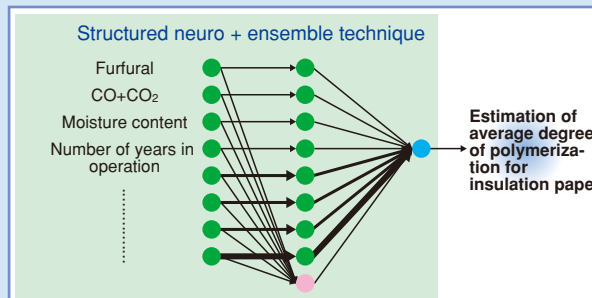 Structured neuro + ensemble technique
Furfural
CO+CO₂
Moisture content
Number of years in
operation
Estimation of
average degree
of polymeriza-
tion for
insulation pape